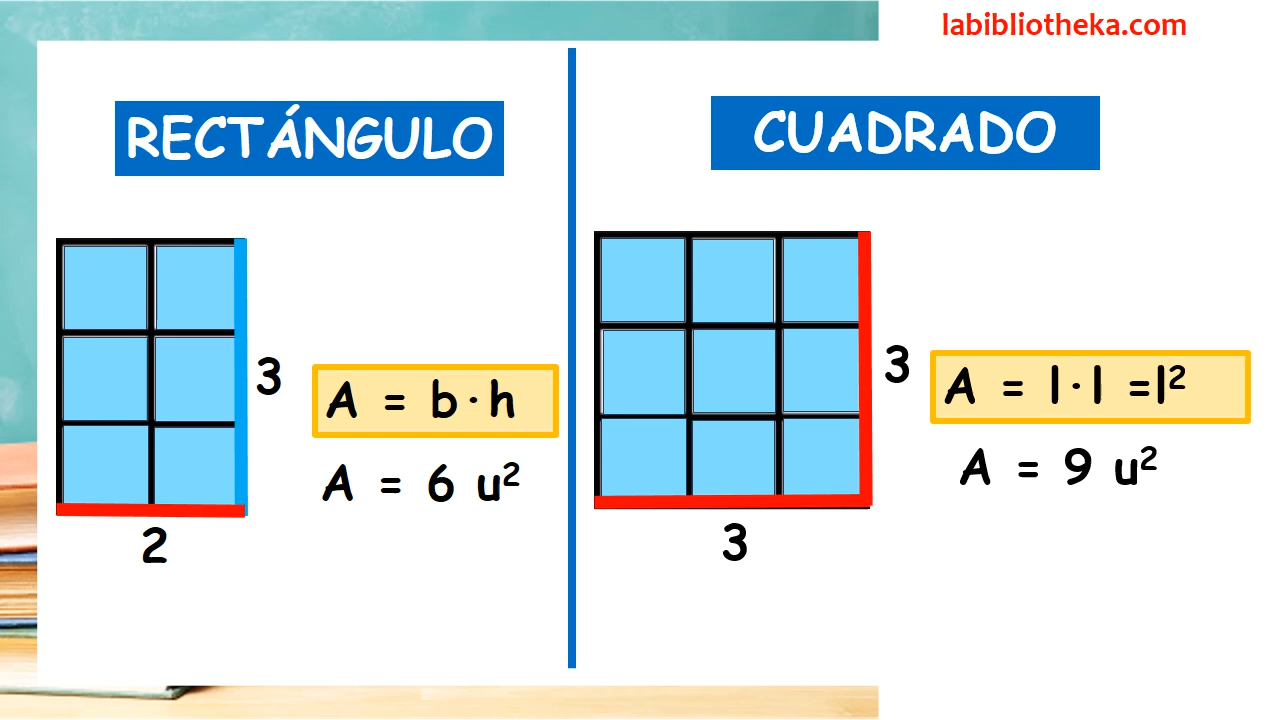 labibliotheka.com
RECTÁNGULO
3
A = b·h
A = 6 u²
2
CUADRADO
3
A = l·l =l²
A = 9 u²
3